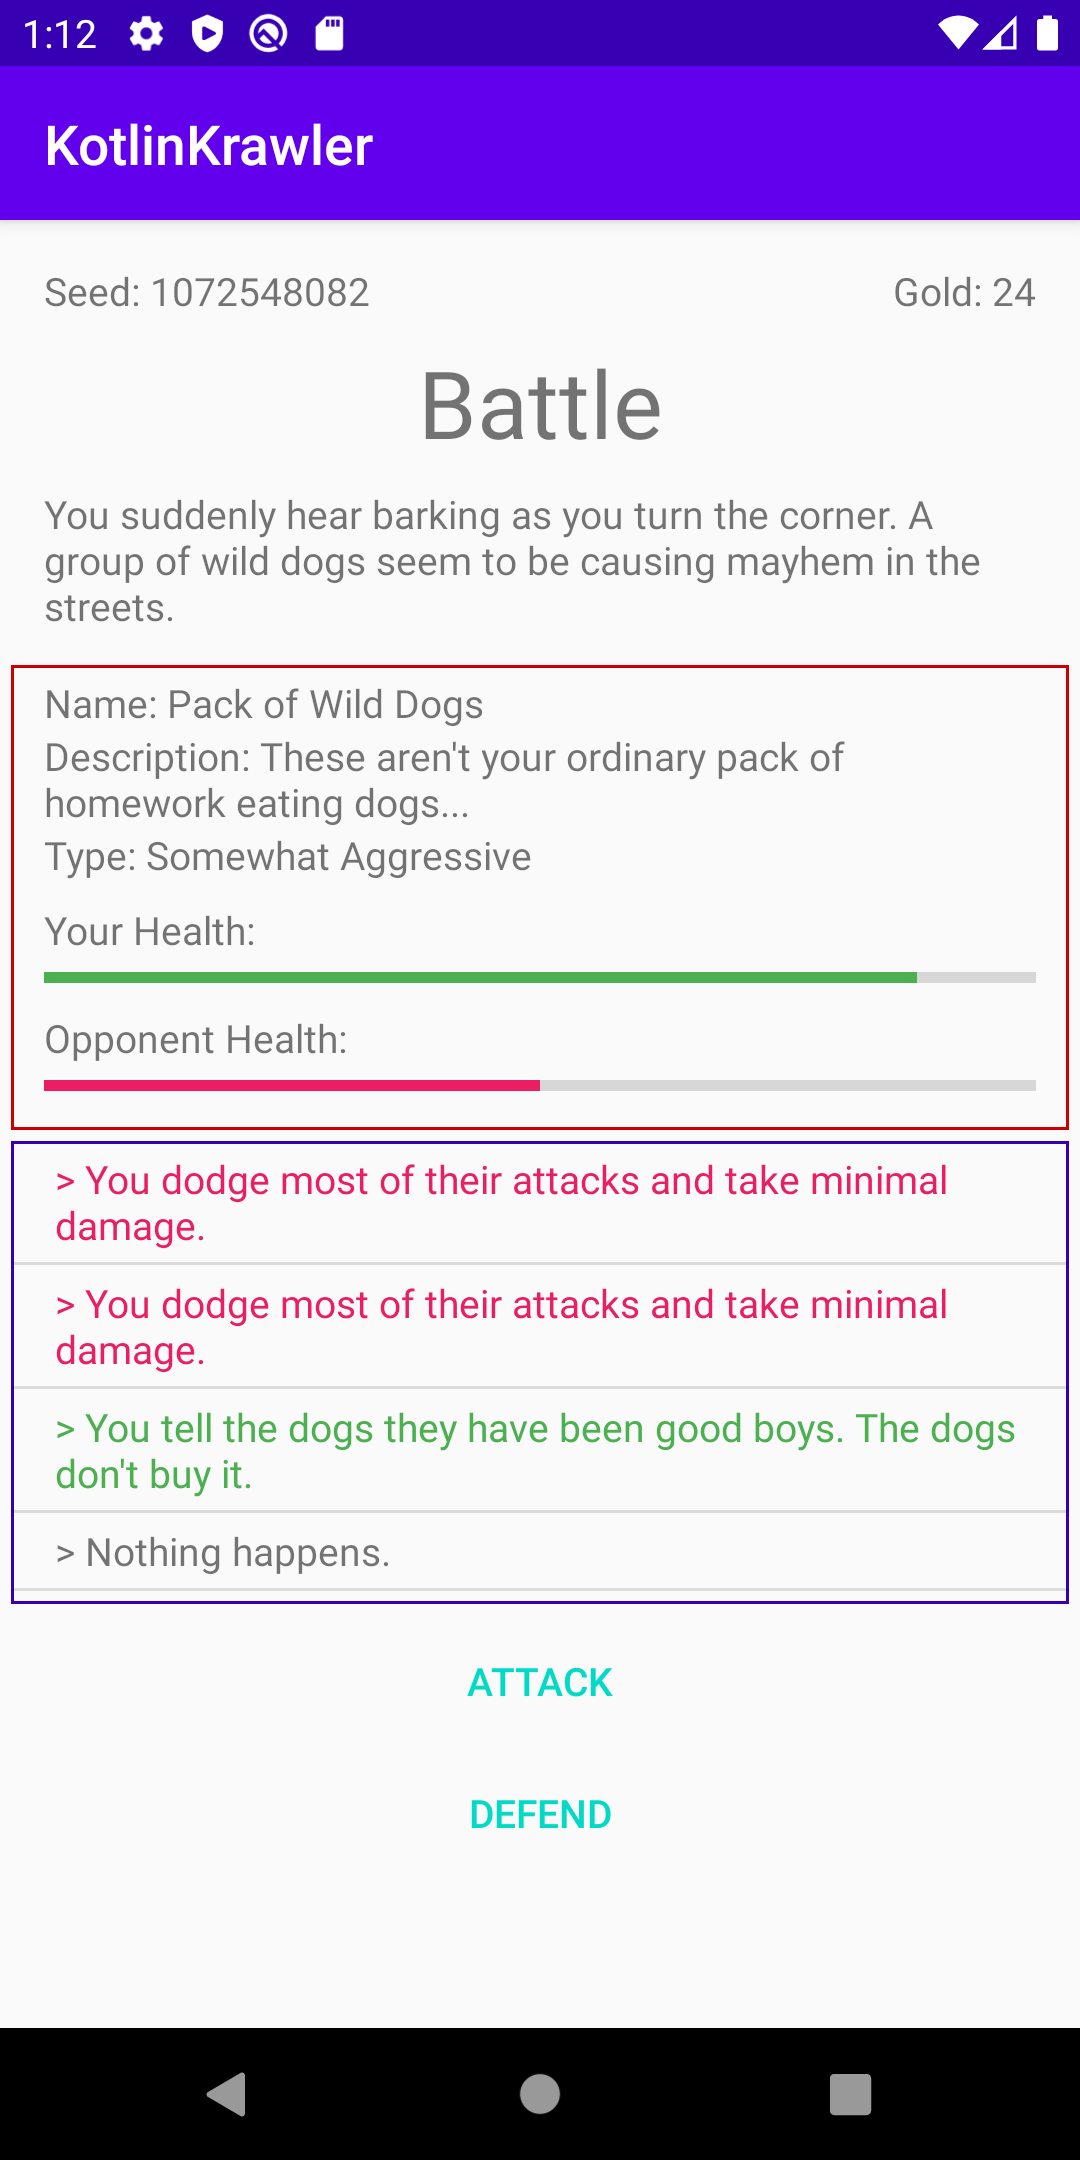 1:12
KotlinKrawler
Seed: 1072548082
Gold: 24
Battle
You suddenly hear barking as you turn the corner. A
group of wild dogs seem to be causing mayhem in the
streets.
Name: Pack of Wild Dogs
Description: These aren't your ordinary pack of
homework eating dogs...
Type: Somewhat Aggressive
Your Health:
Opponent Health:
> You dodge most of their attacks and take minimal
damage.
> You dodge most of their attacks and take minimal
damage.
> You tell the dogs they have been good boys. The dogs
don't buy it.
> Nothing happens.
ATTACK
DEFEND